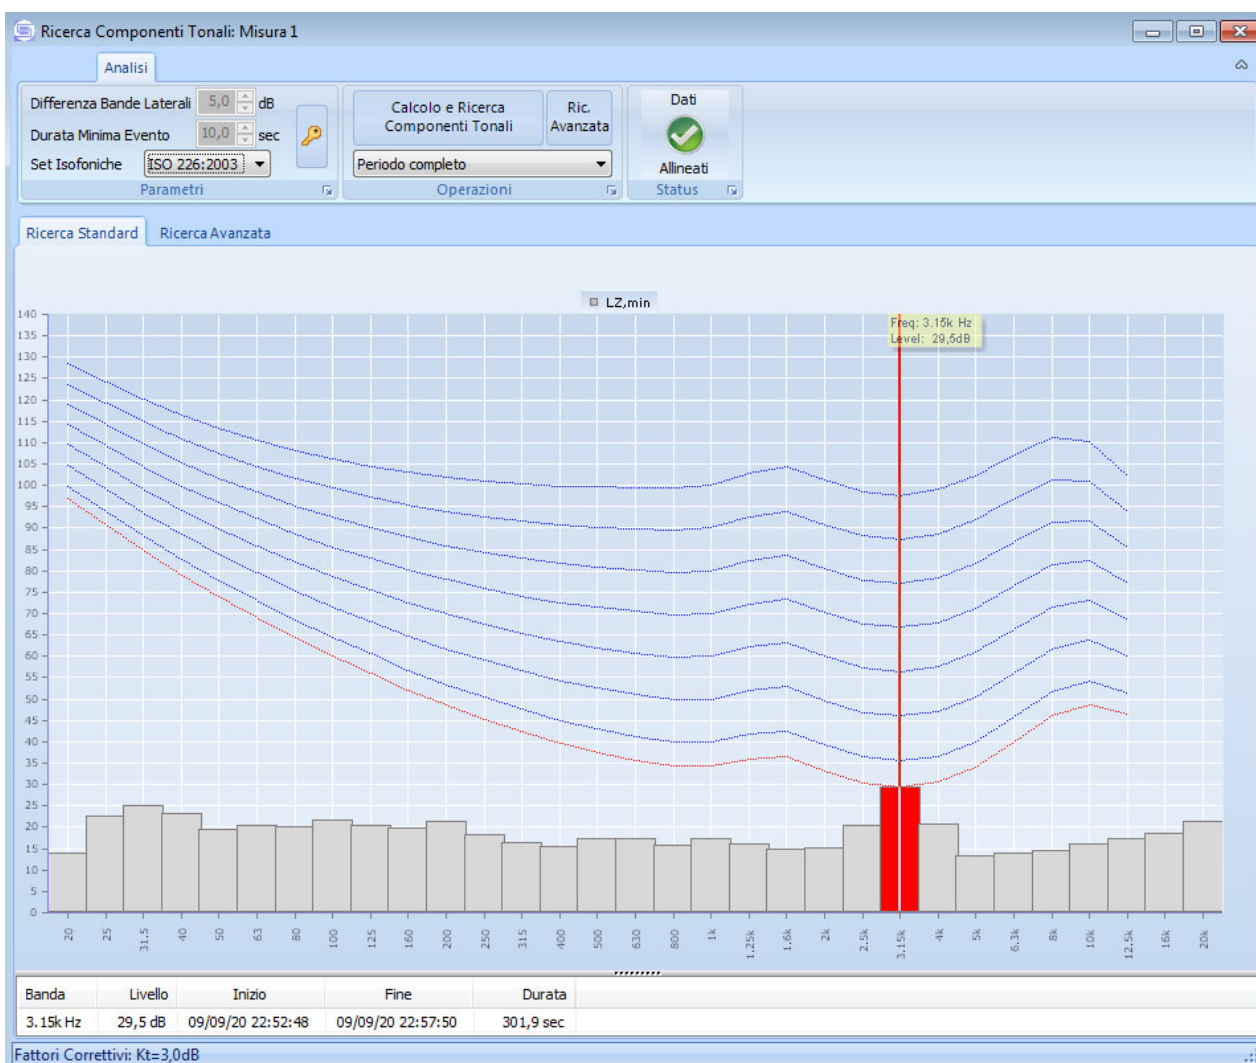 Ricerca Componenti Tonali: Misura 1
Analisi
Differenza Bande Laterali 5,0 dB
Durata Minima Evento 10,0 sec
Set Isofoniche ISO 226:2003
Parametri
Calcolo e Ricerca
Componenti Tonali
Ric.
Avanzata
Periodo completo
Operazioni
Dati
Allineati
Status
Ricerca Standard Ricerca Avanzata
LZ,min
Freq: 3.15k Hz
Level: 29,5dB
140
135
130
125
120
115
110
105
100
95
90
85
80
75
70
65
60
55
50
45
40
35
30
25
20
15
10
5
0
20 25 31.5 40 50 63 80 100 125 160 200 250 315 400 500 630 800 1k 1.25k 1.6k 2k 2.5k 3.15k 4k 5k 6.3k 8k 10k 12.5k 16k 20k
Banda Livello Inizio Fine Durata
3.15k Hz 29,5 dB 09/09/20 22:52:48 09/09/20 22:57:50 301,9 sec
Fattori Correttivi: Kt=3,0dB